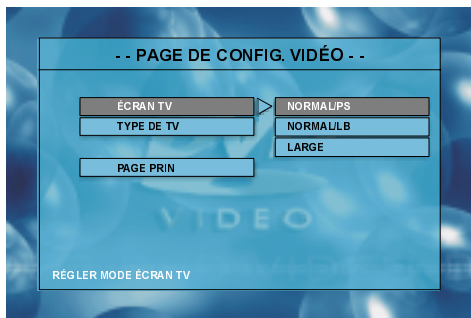 - - PAGE DE CONFIG. VIDÉO - -
ÉCRAN TV
NORMAL/PS
TYPE DE TV
NORMAL/LB
LARGE
PAGE PRIN
VIDEO
RÉGLER MODE ÉCRAN TV